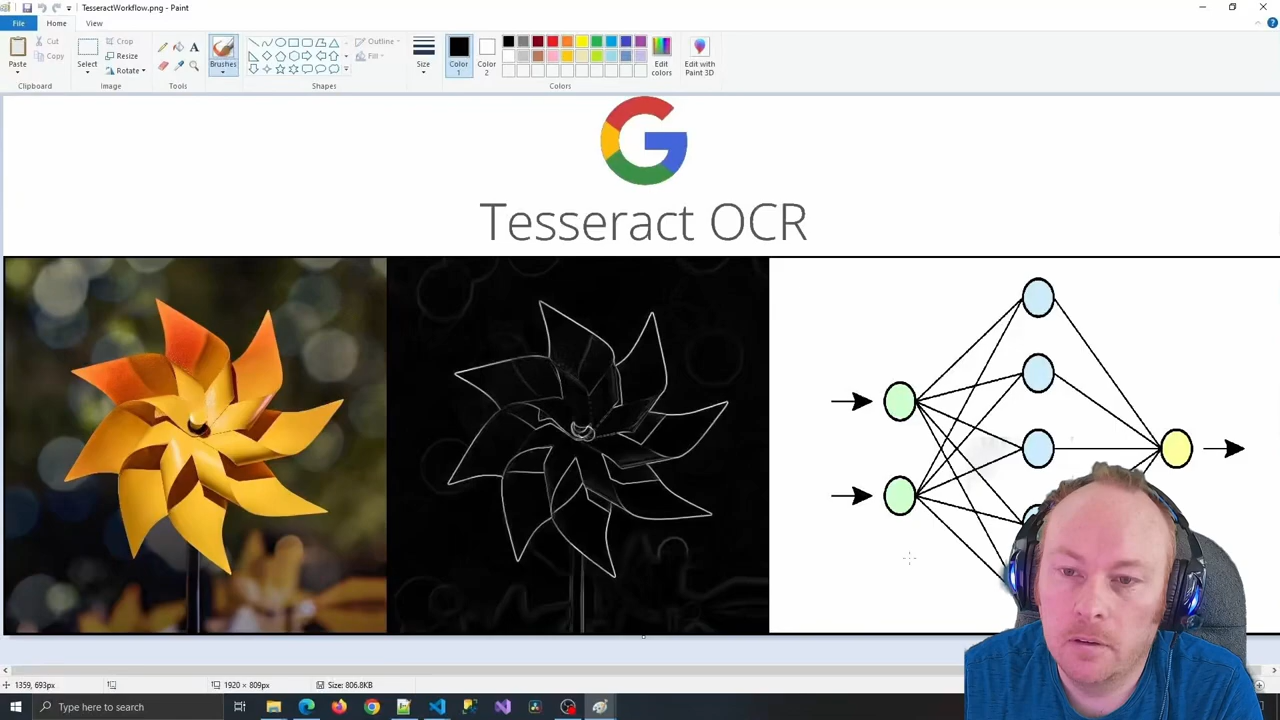 TesseractWorkflow.png - Paint
File
Home
View
Paste
Cut
Copy
Clipboard
Select
Crop
Resize
Rotate
Image
A
Tools
Brushes
Shapes
Outline
Fill
Size
Color 1
Color 2
Edit colors
Colors
Edit with Paint 3D
G
Tesseract OCR
1359, 693px
1920 × 809px
Size: 806.8KB
Type here to search